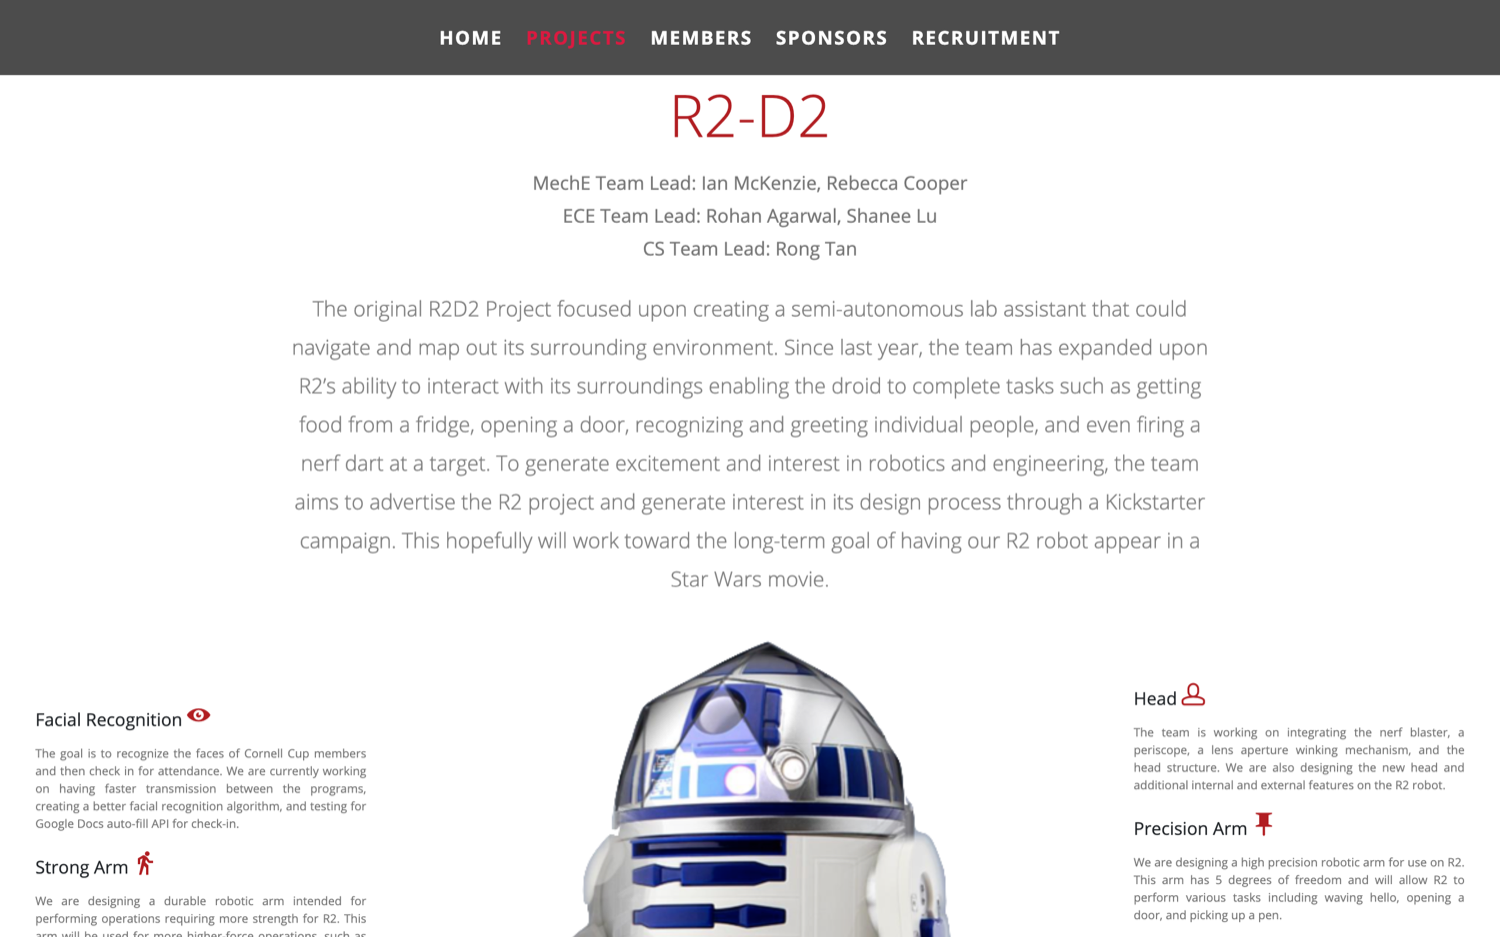 HOME PROJECTS MEMBERS SPONSORS RECRUITMENT
R2-D2
MechE Team Lead: Ian McKenzie, Rebecca Cooper
ECE Team Lead: Rohan Agarwal, Shanee Lu
CS Team Lead: Rong Tan
The original R2D2 Project focused upon creating a semi-autonomous lab assistant that could
navigate and map out its surrounding environment. Since last year, the team has expanded upon
R2’s ability to interact with its surroundings enabling the droid to complete tasks such as getting
food from a fridge, opening a door, recognizing and greeting individual people, and even firing a
nerf dart at a target. To generate excitement and interest in robotics and engineering, the team
aims to advertise the R2 project and generate interest in its design process through a Kickstarter
campaign. This hopefully will work toward the long-term goal of having our R2 robot appear in a
Star Wars movie.
Facial Recognition
The goal is to recognize the faces of Cornell Cup members
and then check in for attendance. We are currently working
on having faster transmission between the programs,
creating a better facial recognition algorithm, and testing for
Google Docs auto-fill API for check-in.
Strong Arm
We are designing a durable robotic arm intended for
performing operations requiring more strength for R2. This
arm will be used for more higher-force operations, such as
Head
The team is working on integrating the nerf blaster, a
periscope, a lens aperture winking mechanism, and the
head structure. We are also designing the new head and
additional internal and external features on the R2 robot.
Precision Arm
We are designing a high precision robotic arm for use on R2.
This arm has 5 degrees of freedom and will allow R2 to
perform various tasks including waving hello, opening a
door, and picking up a pen.